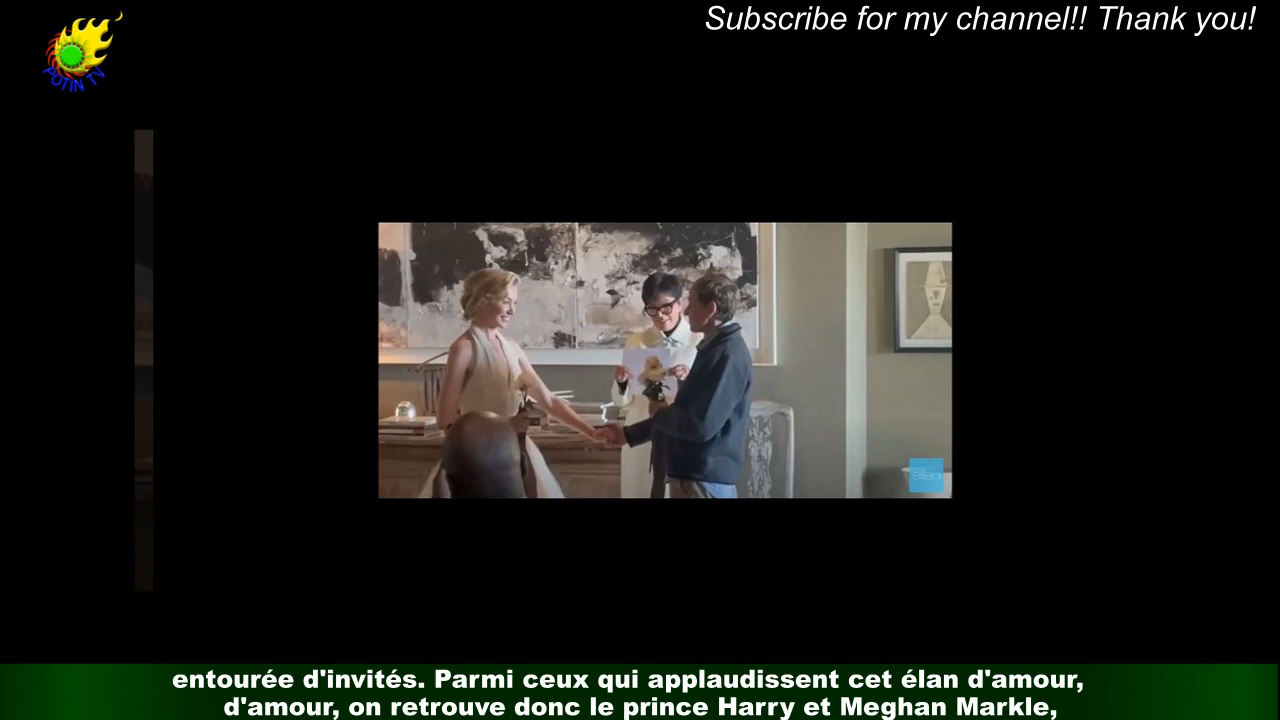 Subscribe for my channel!! Thank you!
POTIN TV
entourée d'invités. Parmi ceux qui applaudissent cet élan d'amour,
d'amour, on retrouve donc le prince Harry et Meghan Markle,